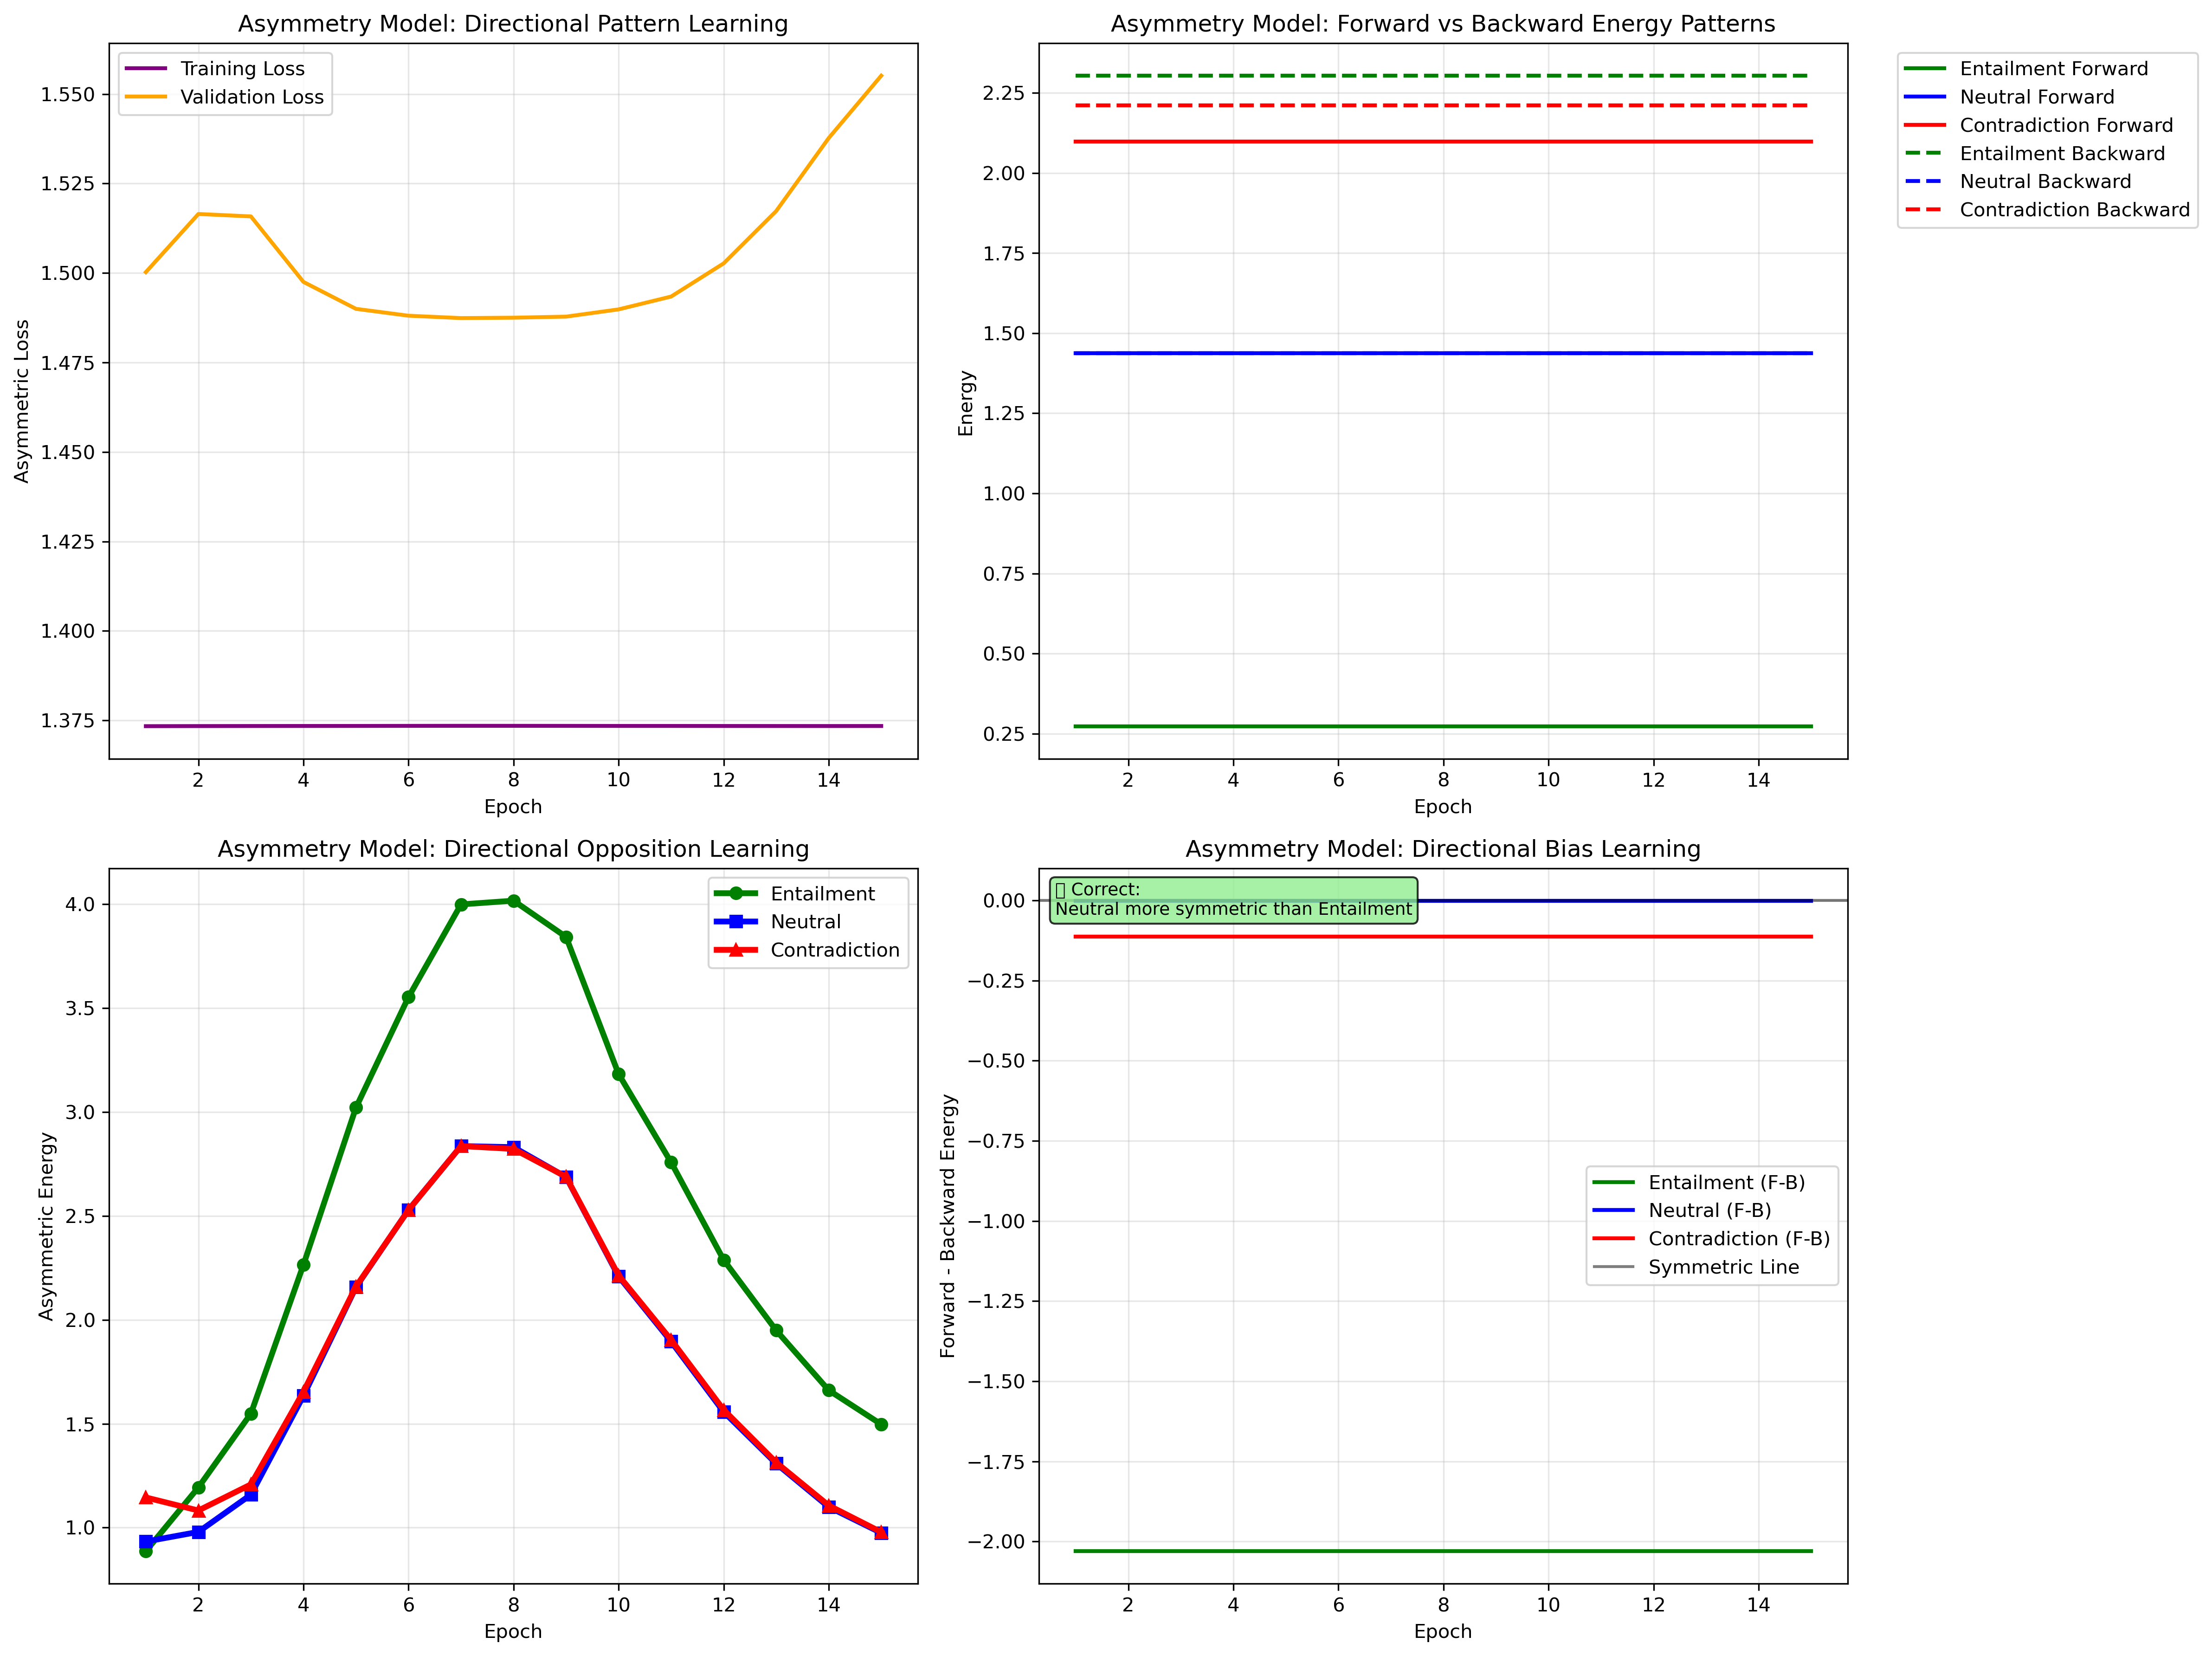 Asymmetry Model: Directional Pattern Learning
Training Loss
Validation Loss
1.550
1.525
1.500
1.475
1.450
1.425
1.400
1.375
Asymmetric Loss
2 4 6 8 10 12 14
Epoch
Asymmetry Model: Forward vs Backward Energy Patterns
2.25
2.00
1.75
1.50
1.25
1.00
0.75
0.50
0.25
Energy
2 4 6 8 10 12 14
Epoch
Entailment Forward
Neutral Forward
Contradiction Forward
Entailment Backward
Neutral Backward
Contradiction Backward
Asymmetry Model: Directional Opposition Learning
Entailment
Neutral
Contradiction
4.0
3.5
3.0
2.5
2.0
1.5
1.0
Asymmetric Energy
2 4 6 8 10 12 14
Epoch
Asymmetry Model: Directional Bias Learning
Correct:
Neutral more symmetric than Entailment
0.00
−0.25
−0.50
−0.75
−1.00
−1.25
−1.50
−1.75
−2.00
Forward - Backward Energy
Entailment (F-B)
Neutral (F-B)
Contradiction (F-B)
Symmetric Line
2 4 6 8 10 12 14
Epoch